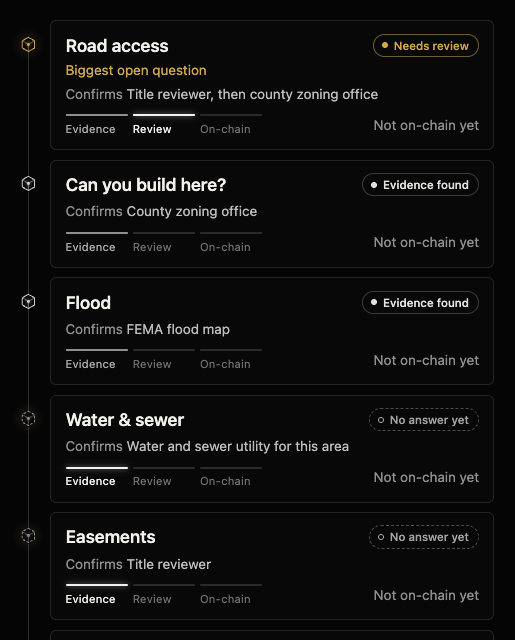 Road access
Needs review
Biggest open question
Confirms Title reviewer, then county zoning office
Evidence Review On-chain
Not on-chain yet
Can you build here?
Evidence found
Confirms County zoning office
Evidence Review On-chain
Not on-chain yet
Flood
Evidence found
Confirms FEMA flood map
Evidence Review On-chain
Not on-chain yet
Water & sewer
No answer yet
Confirms Water and sewer utility for this area
Evidence Review On-chain
Not on-chain yet
Easements
No answer yet
Confirms Title reviewer
Evidence Review On-chain
Not on-chain yet